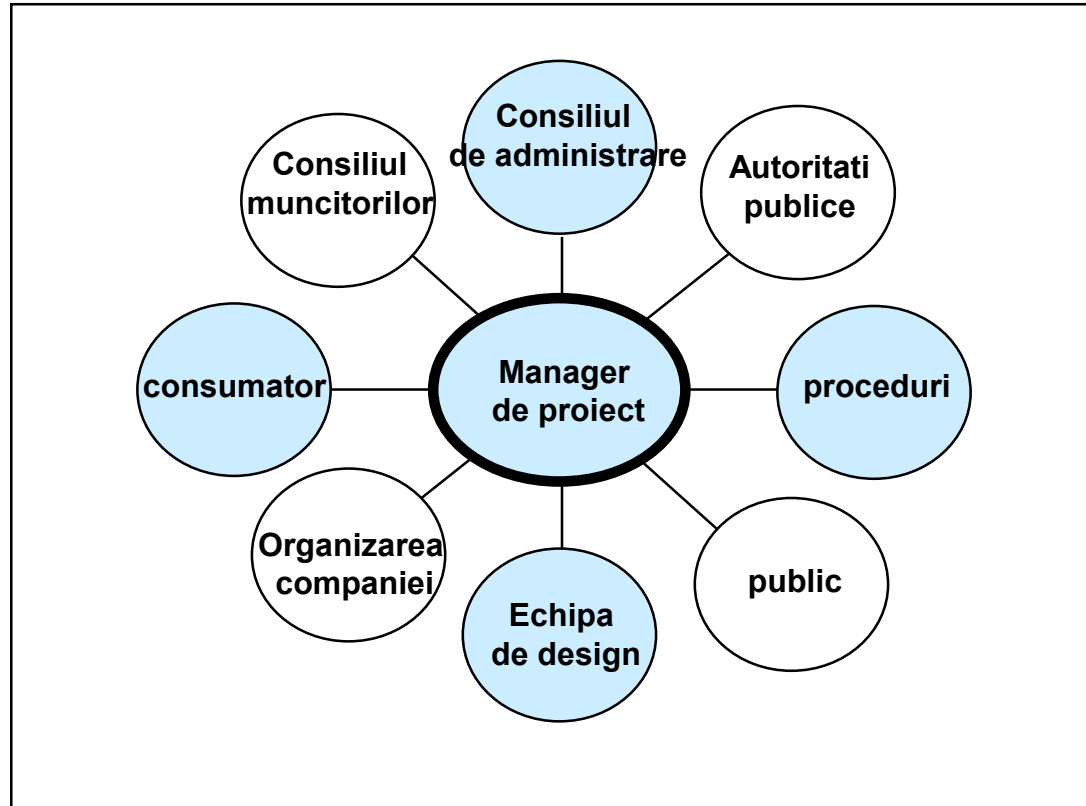 Consiliul
de administrare
Consiliul
muncitorilor
Autoritati
publice
consumator
Manager
de proiect
proceduri
Organizarea
companiei
Echipa
de design
public